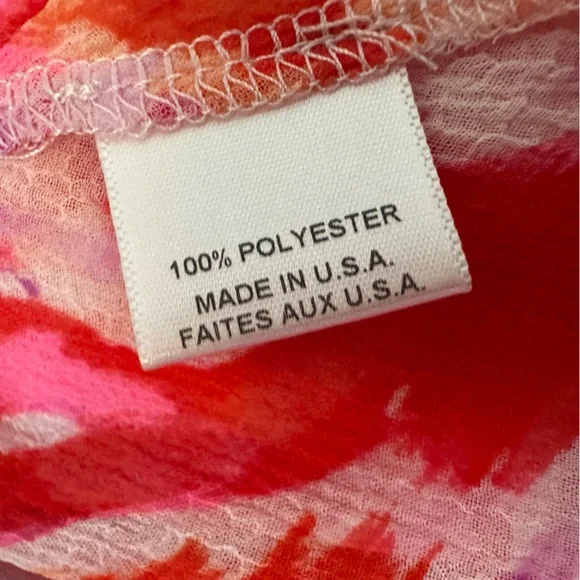 100% POLYESTER
MADE IN U.S.A.
FAITES AUX U.S.A.